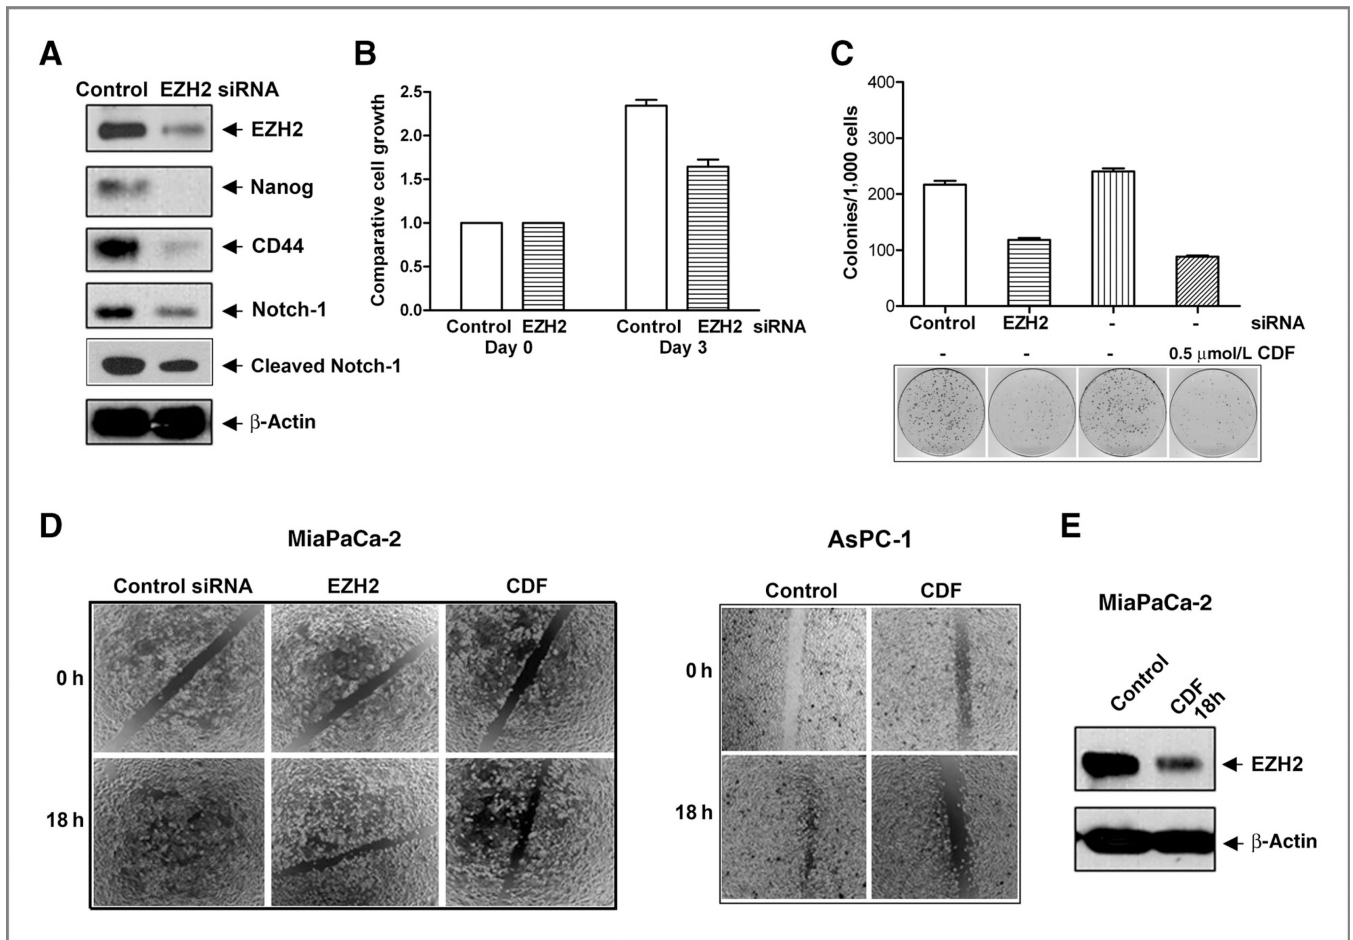 A
Control EZH2 siRNA
EZH2
Nanog
CD44
Notch-1
Cleaved Notch-1
β-Actin
B
Comparative cell growth
2.5
2.0
1.5
1.0
0.5
0.0
Control EZH2 Control EZH2 siRNA
Day 0 Day 3
C
Colonies/1,000 cells
400
300
200
100
0
Control EZH2 - - siRNA
- - - 0.5 μmol/L CDF
D
MiaPaCa-2
Control siRNA EZH2 CDF
0 h
18 h
AsPC-1
Control CDF
0 h
18 h
E
MiaPaCa-2
Control
CDF
18h
EZH2
β-Actin